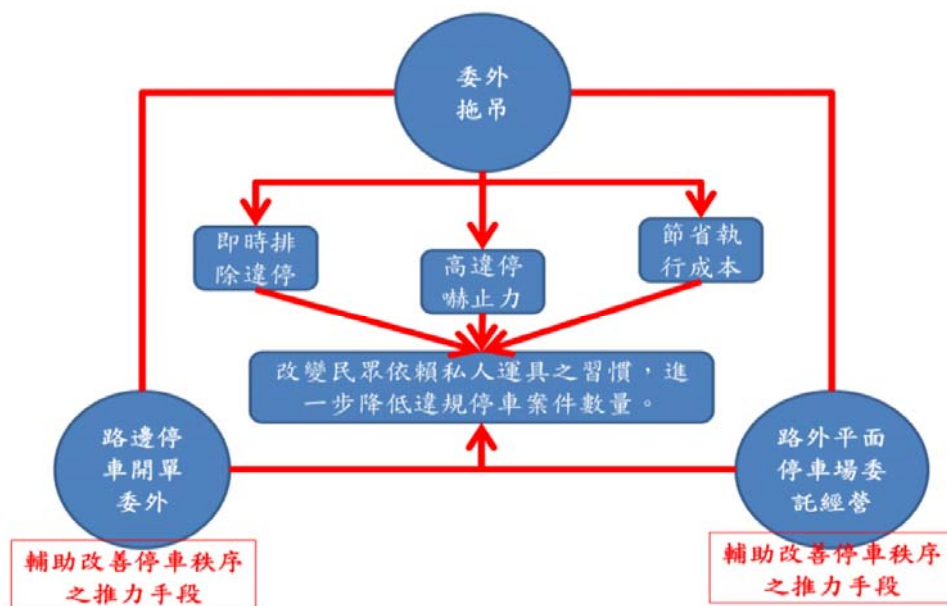 委外
拖吊
即時排
除違停
高違停
嚇止力
節省執
行成本
改變民眾依賴私人運具之習慣，進
一步降低違規停車案件數量。
路邊停
車開單
委外
路外平面
停車場委
託經營
輔助改善停車秩序
之推力手段
輔助改善停車秩序
之推力手段